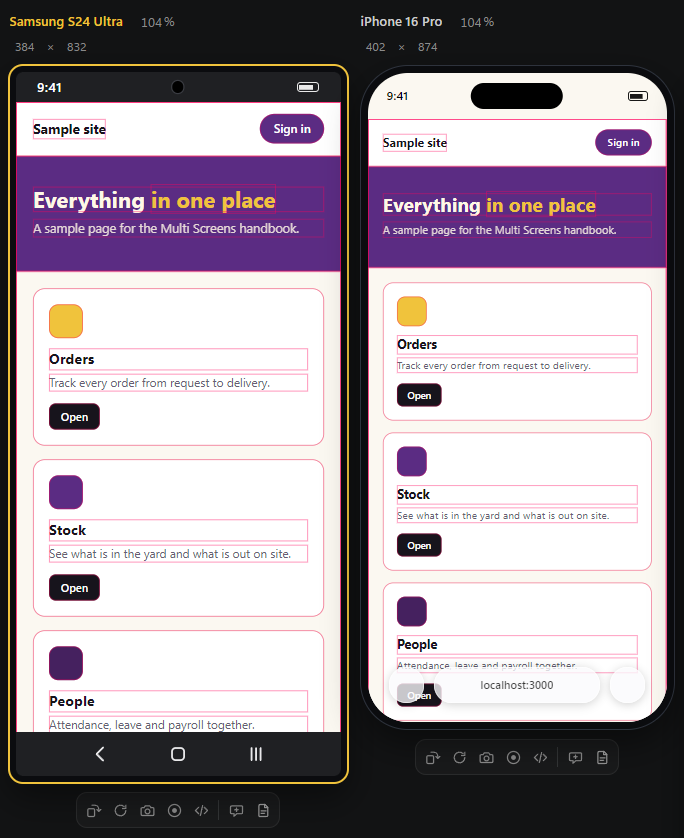 Samsung S24 Ultra 104 %
384 × 832
9:41
Sample site
Sign in
Everything in one place
A sample page for the Multi Screens handbook.
Orders
Track every order from request to delivery.
Open
Stock
See what is in the yard and what is out on site.
Open
People
Attendance, leave and payroll together.
iPhone 16 Pro 104 %
402 × 874
9:41
Sample site
Sign in
Everything in one place
A sample page for the Multi Screens handbook.
Orders
Track every order from request to delivery.
Open
Stock
See what is in the yard and what is out on site.
Open
People
Attendance, leave and payroll together.
Open
localhost:3000